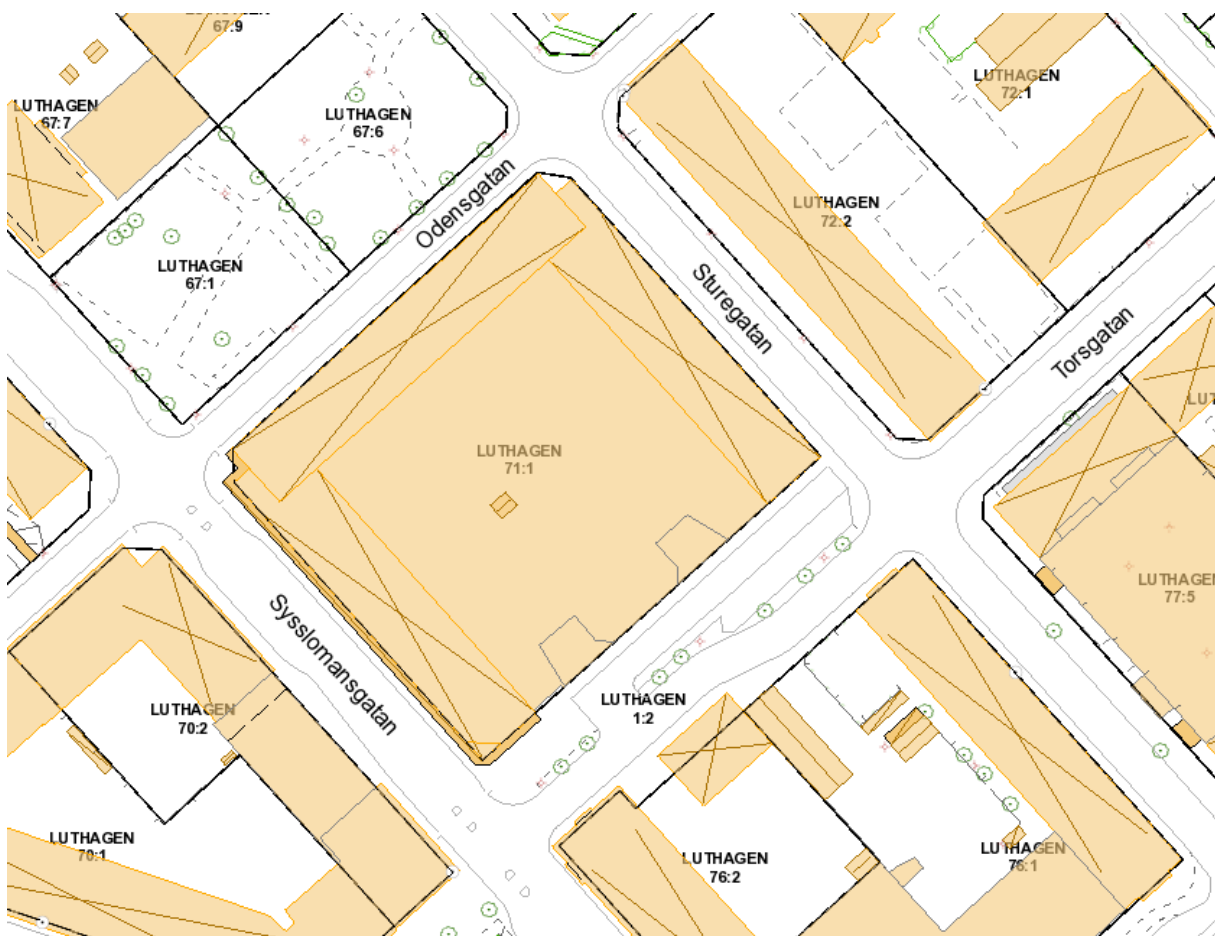 67:9
LUTHAGEN
72:1
LUTHAGEN
67:7
LUTHAGEN
67:6
LUTHAGEN
72:2
Odensgatan
LUTHAGEN
67:1
Sturegatan
Torsgatan
LUTHAGEN
71:1
LUTHAGEN
77:5
Sysslomansgatan
LUTHAGEN
1:2
LUTHAGEN
70:2
LUTHAGEN
70:1
LUTHAGEN
76:2
LUTHAGEN
76:1